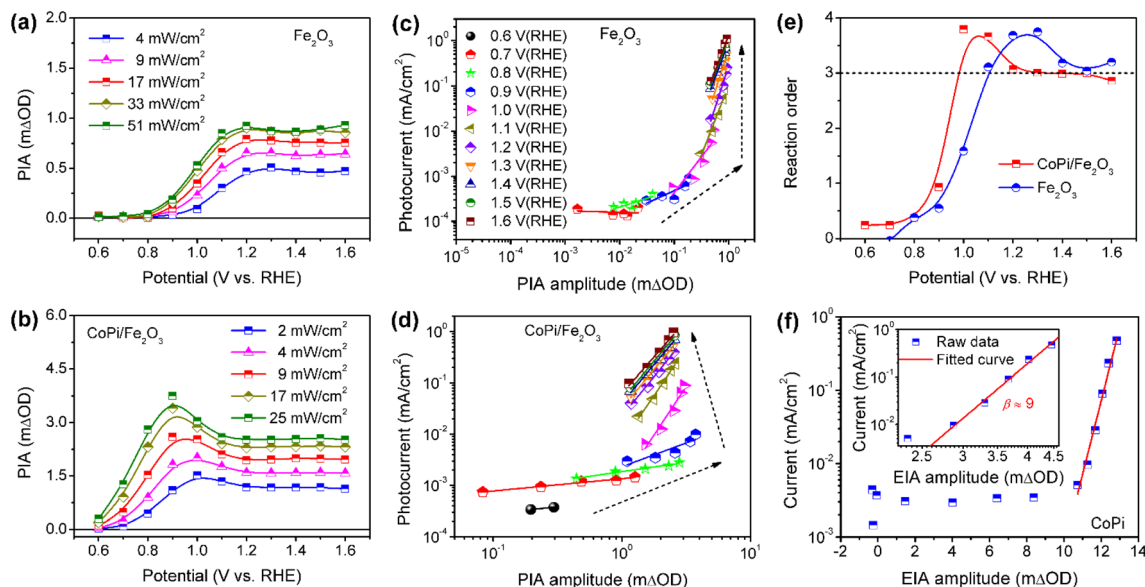 (a)
Fe₂O₃
4 mW/cm²
9 mW/cm²
17 mW/cm²
33 mW/cm²
51 mW/cm²
PIA (mΔOD)
2.0
1.5
1.0
0.5
0.0
0.6 0.8 1.0 1.2 1.4 1.6
Potential (V vs. RHE)
(b)
CoPi/Fe₂O₃
2 mW/cm²
4 mW/cm²
9 mW/cm²
17 mW/cm²
25 mW/cm²
PIA (mΔOD)
6.0
4.5
3.0
1.5
0.0
0.6 0.8 1.0 1.2 1.4 1.6
Potential (V vs. RHE)
(c)
Fe₂O₃
0.6 V(RHE)
0.7 V(RHE)
0.8 V(RHE)
0.9 V(RHE)
1.0 V(RHE)
1.1 V(RHE)
1.2 V(RHE)
1.3 V(RHE)
1.4 V(RHE)
1.5 V(RHE)
1.6 V(RHE)
Photocurrent (mA/cm²)
10⁰
10⁻¹
10⁻²
10⁻³
10⁻⁴
10⁻⁵ 10⁻⁴ 10⁻³ 10⁻² 10⁻¹ 10⁰
PIA amplitude (mΔOD)
(d)
CoPi/Fe₂O₃
Photocurrent (mA/cm²)
10⁰
10⁻¹
10⁻²
10⁻³
10⁻⁴
10⁻¹ 10⁰ 10¹
PIA amplitude (mΔOD)
(e)
Reaction order
4
3
2
1
0
CoPi/Fe₂O₃
Fe₂O₃
0.6 0.8 1.0 1.2 1.4 1.6
Potential (V vs. RHE)
(f)
Current (mA/cm²)
10⁰
10⁻¹
10⁻²
10⁻³
Raw data
Fitted curve
β ≈ 9
Current (mA/cm²)
10⁻¹
10⁻²
2.5 3 3.5 4 4.5
EIA amplitude (mΔOD)
CoPi
-2 0 2 4 6 8 10 12 14
EIA amplitude (mΔOD)